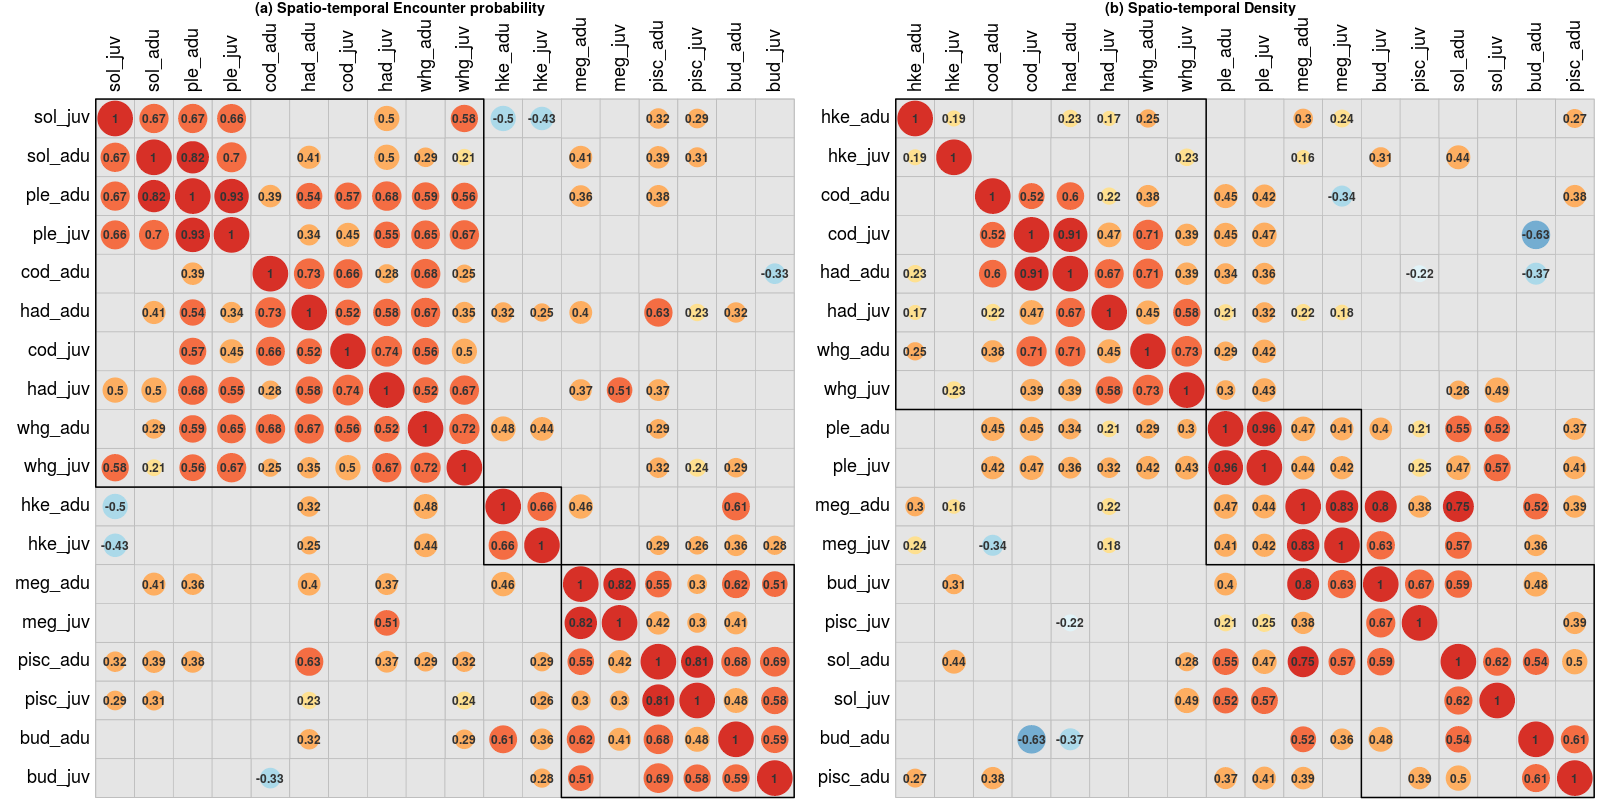 (a) Spatio-temporal Encounter probability
sol_juv sol_adu ple_adu ple_juv cod_adu had_adu cod_juv had_juv whg_adu whg_juv hke_adu hke_juv meg_adu meg_juv pisc_adu pisc_juv bud_adu bud_juv
sol_juv 1 0.67 0.67 0.66 0.5 0.58 -0.5 -0.43 0.32 0.29
sol_adu 0.67 1 0.82 0.7 0.41 0.5 0.29 0.21 0.41 0.39 0.31
ple_adu 0.67 0.82 1 0.93 0.39 0.54 0.57 0.68 0.59 0.56 0.36 0.38
ple_juv 0.66 0.7 0.93 1 0.34 0.45 0.55 0.65 0.67
cod_adu 0.39 1 0.73 0.66 0.28 0.68 0.25 -0.33
had_adu 0.41 0.54 0.34 0.73 1 0.52 0.58 0.67 0.35 0.32 0.25 0.4 0.63 0.23 0.32
cod_juv 0.57 0.45 0.66 0.52 1 0.74 0.56 0.5
had_juv 0.5 0.5 0.68 0.55 0.28 0.58 0.74 1 0.52 0.67 0.37 0.51 0.37
whg_adu 0.29 0.59 0.65 0.68 0.67 0.56 0.52 1 0.72 0.48 0.44 0.29
whg_juv 0.58 0.21 0.56 0.67 0.25 0.35 0.5 0.67 0.72 1 0.32 0.24 0.29
hke_adu -0.5 0.32 0.48 1 0.66 0.46 0.61
hke_juv -0.43 0.25 0.44 0.66 1 0.29 0.26 0.36 0.28
meg_adu 0.41 0.36 0.4 0.37 0.46 1 0.82 0.55 0.3 0.62 0.51
meg_juv 0.51 0.82 1 0.42 0.3 0.41
pisc_adu 0.32 0.39 0.38 0.63 0.37 0.29 0.32 0.29 0.55 0.42 1 0.81 0.68 0.69
pisc_juv 0.29 0.31 0.23 0.24 0.26 0.3 0.3 0.81 1 0.48 0.58
bud_adu 0.32 0.29 0.61 0.36 0.62 0.41 0.68 0.48 1 0.59
bud_juv -0.33 0.28 0.51 0.69 0.58 0.59 1
(b) Spatio-temporal Density
hke_adu hke_juv cod_adu cod_juv had_adu had_juv whg_adu whg_juv ple_adu ple_juv meg_adu meg_juv bud_juv pisc_juv sol_adu sol_juv bud_adu pisc_adu
hke_adu 1 0.19 0.23 0.17 0.25 0.3 0.24 0.27
hke_juv 0.19 1 0.23 0.16 0.31 0.44
cod_adu 1 0.52 0.6 0.22 0.38 0.45 0.42 -0.34 0.38
cod_juv 0.52 1 0.91 0.47 0.71 0.39 0.45 0.47 -0.63
had_adu 0.23 0.6 0.91 1 0.67 0.71 0.39 0.34 0.36 -0.22 -0.37
had_juv 0.17 0.22 0.47 0.67 1 0.45 0.58 0.21 0.32 0.22 0.18
whg_adu 0.25 0.38 0.71 0.71 0.45 1 0.73 0.29 0.42
whg_juv 0.23 0.39 0.39 0.58 0.73 1 0.3 0.43 0.28 0.49
ple_adu 0.45 0.45 0.34 0.21 0.29 0.3 1 0.96 0.47 0.41 0.4 0.21 0.55 0.52 0.37
ple_juv 0.42 0.47 0.36 0.32 0.42 0.43 0.96 1 0.44 0.42 0.25 0.47 0.57 0.41
meg_adu 0.3 0.16 0.22 0.47 0.44 1 0.83 0.8 0.38 0.75 0.52 0.39
meg_juv 0.24 -0.34 0.18 0.41 0.42 0.83 1 0.63 0.57 0.36
bud_juv 0.31 0.4 0.8 0.63 1 0.67 0.59 0.48
pisc_juv -0.22 0.21 0.25 0.38 0.67 1 0.39
sol_adu 0.44 0.28 0.55 0.47 0.75 0.57 0.59 1 0.62 0.54 0.5
sol_juv 0.49 0.52 0.57 0.62 1
bud_adu -0.63 -0.37 0.52 0.36 0.48 0.54 1 0.61
pisc_adu 0.27 0.38 0.37 0.41 0.39 0.39 0.5 0.61 1